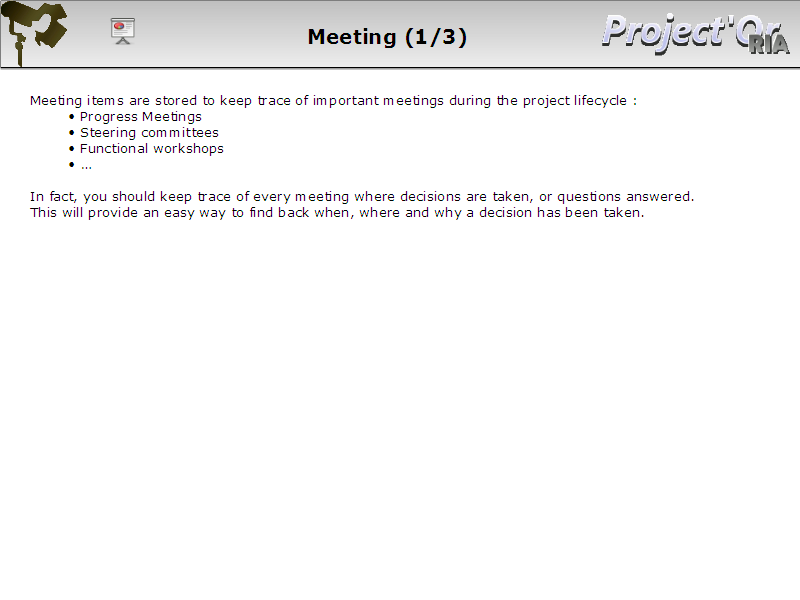 Meeting (1/3)
Project'Or
RIA
Meeting items are stored to keep trace of important meetings during the project lifecycle :
• Progress Meetings
• Steering committees
• Functional workshops
• ...
In fact, you should keep trace of every meeting where decisions are taken, or questions answered.
This will provide an easy way to find back when, where and why a decision has been taken.